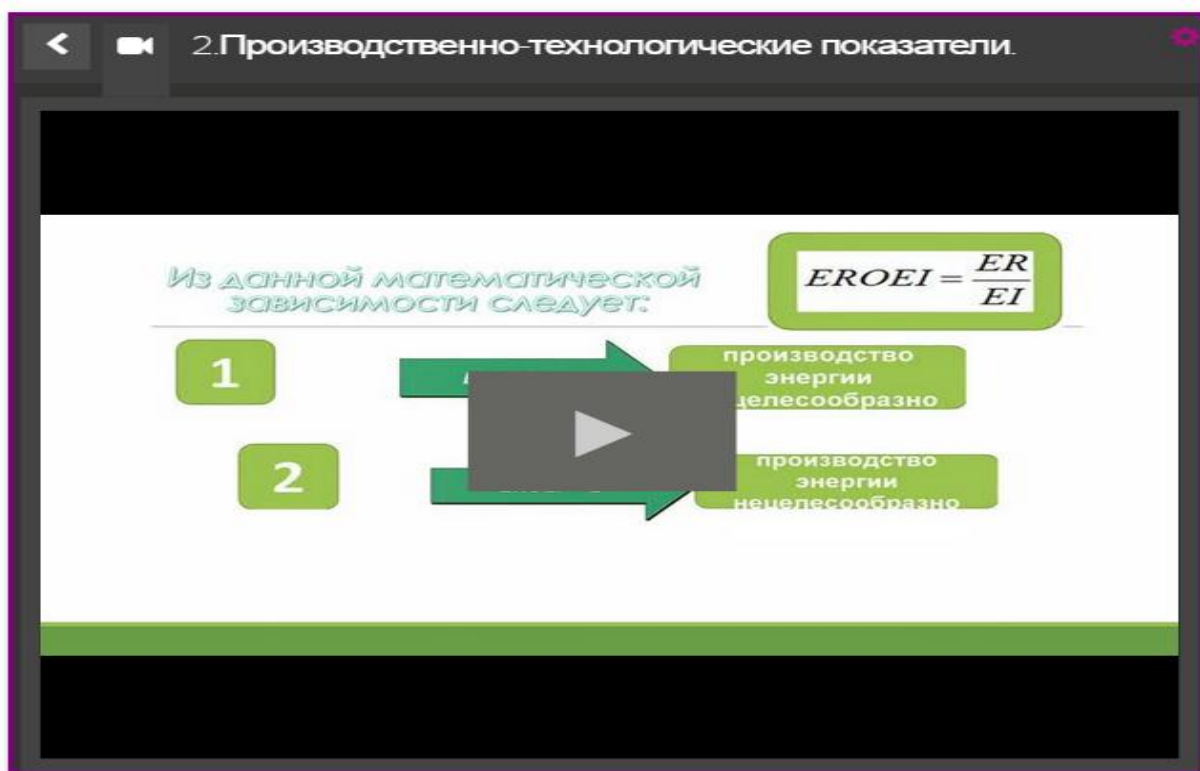 2.Производственно-технологические показатели.
Из данной математической
зависимости следует:
EROEI = ER / EI
1
производство
энергии
2
производство
энергии
нецелесообразно